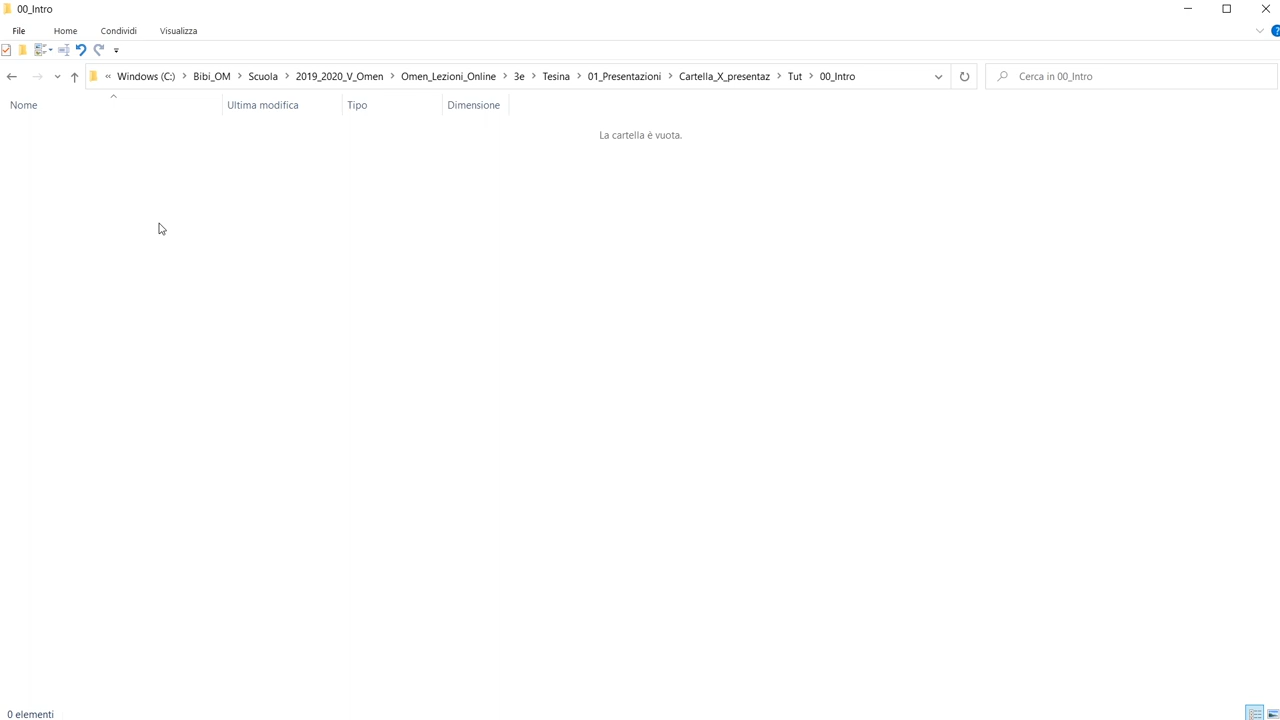 00_Intro
File Home Condividi Visualizza
« Windows (C:) > Bibi_OM > Scuola > 2019_2020_V_Omen > Omen_Lezioni_Online > 3e > Tesina > 01_Presentazioni > Cartella_X_presentaz > Tut > 00_Intro Cerca in 00_Intro
Nome Ultima modifica Tipo Dimensione
La cartella è vuota.
0 elementi